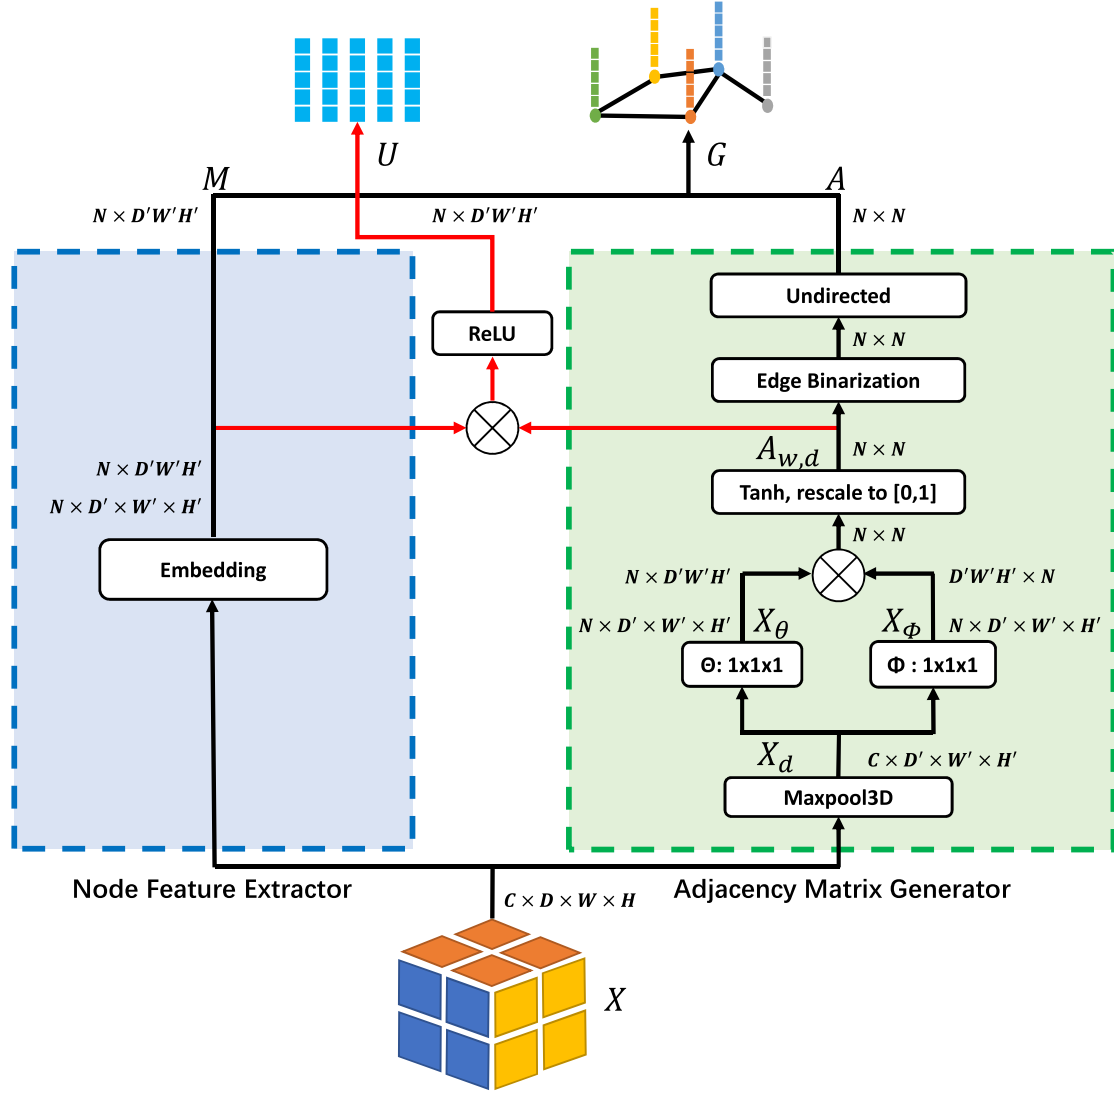 U
G
M
A
N × D′W′H′
N × D′W′H′
N × N
Undirected
ReLU
N × N
Edge Binarization
A_{w,d}
N × N
N × D′W′H′
N × D′ × W′ × H′
Tanh, rescale to [0,1]
N × N
Embedding
N × D′W′H′
D′W′H′ × N
N × D′ × W′ × H′
X_θ
X_Φ
N × D′ × W′ × H′
Θ: 1x1x1
Φ : 1x1x1
X_d
C × D′ × W′ × H′
Maxpool3D
Node Feature Extractor
Adjacency Matrix Generator
C × D × W × H
X